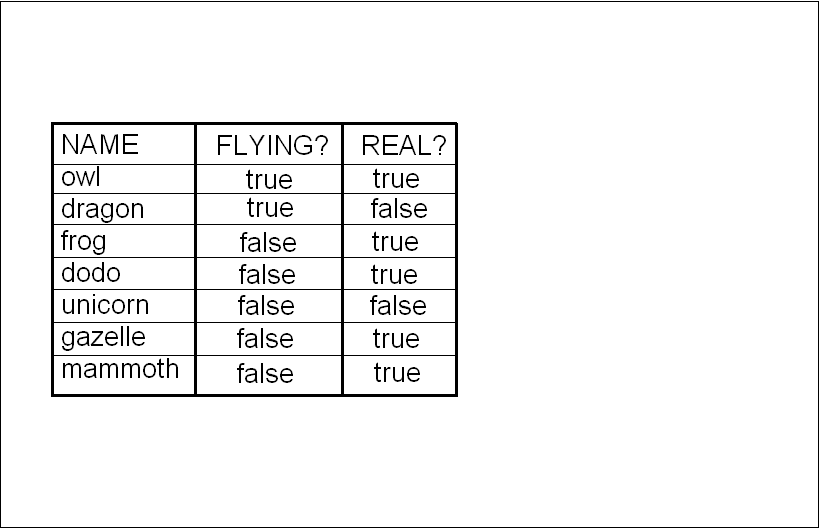 NAME FLYING? REAL?
owl true true
dragon true false
frog false true
dodo false true
unicorn false false
gazelle false true
mammoth false true